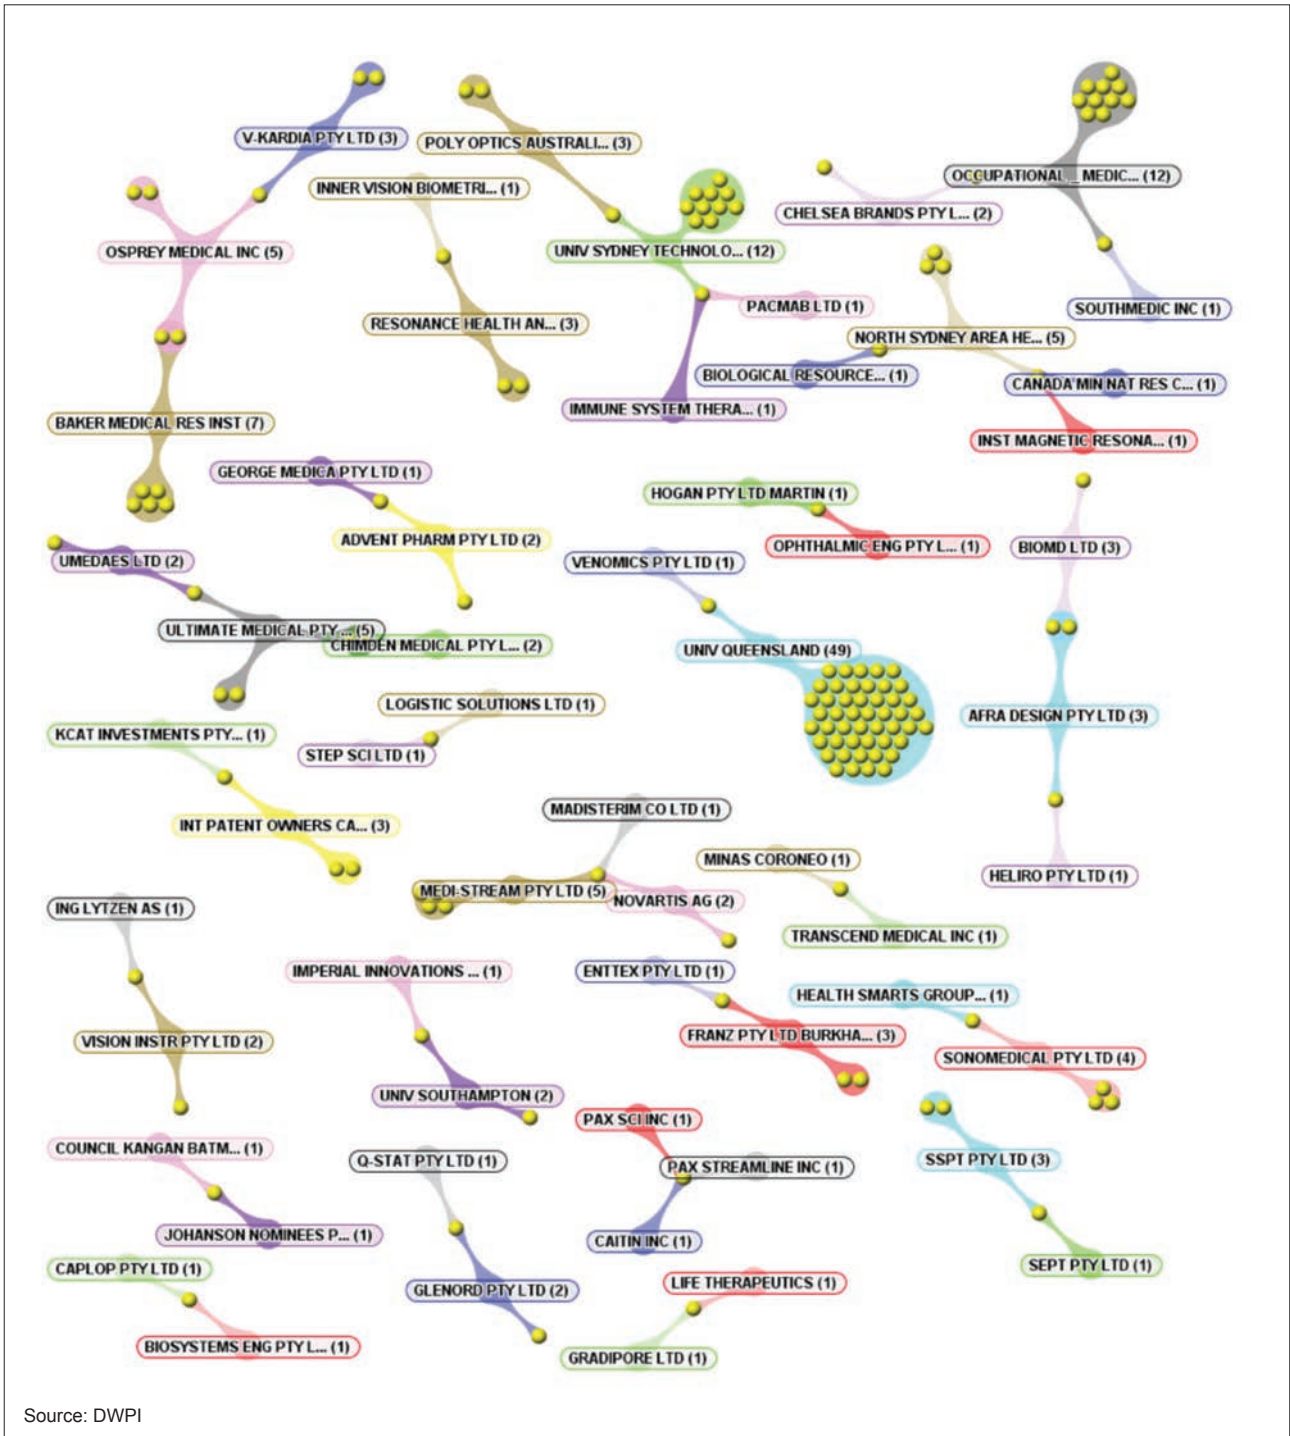 V-KARDIA PTY LTD (3)
POLY OPTICS AUSTRALI... (3)
INNER VISION BIOMETRI... (1)
OCCUPATIONAL _ MEDIC... (12)
CHELSEA BRANDS PTY L... (2)
OSPREY MEDICAL INC (5)
UNIV SYDNEY TECHNOLO... (12)
PACMAB LTD (1)
SOUTHMEDIC INC (1)
RESONANCE HEALTH AN... (3)
NORTH SYDNEY AREA HE... (5)
BIOLOGICAL RESOURCE... (1)
CANADA MIN NAT RES C... (1)
IMMUNE SYSTEM THERA... (1)
BAKER MEDICAL RES INST (7)
INST MAGNETIC RESONA... (1)
GEORGE MEDICA PTY LTD (1)
HOGAN PTY LTD MARTIN (1)
ADVENT PHARM PTY LTD (2)
OPHTHALMIC ENG PTY L... (1)
BIOMD LTD (3)
UMEDAES LTD (2)
VENOMICS PTY LTD (1)
ULTIMATE MEDICAL PTY ... (5)
CHIMDEN MEDICAL PTY L... (2)
UNIV QUEENSLAND (49)
LOGISTIC SOLUTIONS LTD (1)
AFRA DESIGN PTY LTD (3)
KCAT INVESTMENTS PTY... (1)
STEP SCI LTD (1)
MADISTERIM CO LTD (1)
INT PATENT OWNERS CA... (3)
MINAS CORONEO (1)
HELIRO PTY LTD (1)
MEDI-STREAM PTY LTD (5)
NOVARTIS AG (2)
ING LYTZEN AS (1)
TRANSCEND MEDICAL INC (1)
IMPERIAL INNOVATIONS ... (1)
ENTTEX PTY LTD (1)
HEALTH SMARTS GROUP... (1)
VISION INSTR PTY LTD (2)
FRANZ PTY LTD BURKHA... (3)
SONOMEDICAL PTY LTD (4)
UNIV SOUTHAMPTON (2)
PAX SCI INC (1)
COUNCIL KANGAN BATM... (1)
Q-STAT PTY LTD (1)
PAX STREAMLINE INC (1)
SSPT PTY LTD (3)
JOHANSON NOMINEES P... (1)
CAITIN INC (1)
CAPLOP PTY LTD (1)
SEPT PTY LTD (1)
GLENORD PTY LTD (2)
LIFE THERAPEUTICS (1)
BIOSYSTEMS ENG PTY L... (1)
GRADIPORE LTD (1)
Source: DWPI